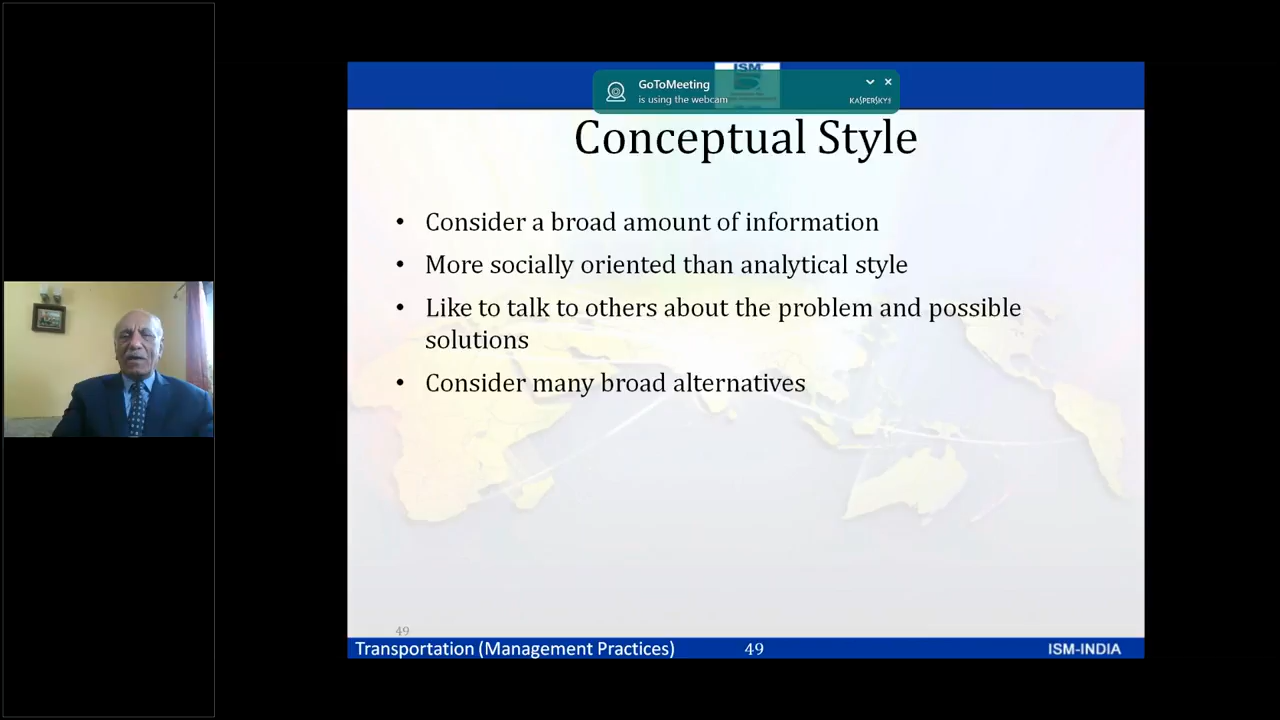 ISM
GoToMeeting
is using the webcam
KASPERSKY
Conceptual Style
• Consider a broad amount of information
• More socially oriented than analytical style
• Like to talk to others about the problem and possible
solutions
• Consider many broad alternatives
49
Transportation (Management Practices) 49 ISM-INDIA